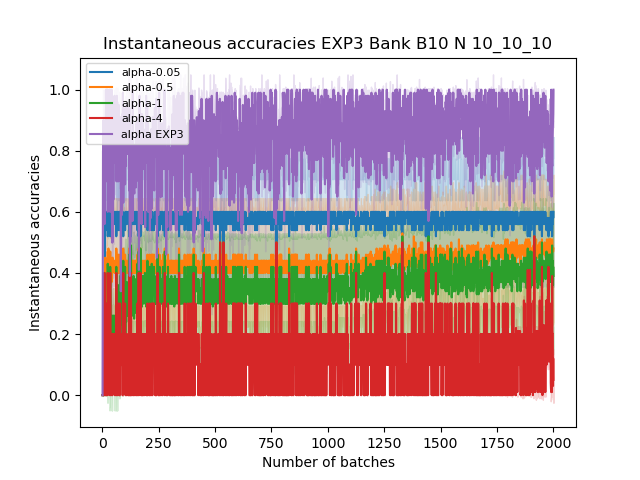 Instantaneous accuracies EXP3 Bank B10 N 10_10_10
alpha-0.05
alpha-0.5
alpha-1
alpha-4
alpha EXP3
Instantaneous accuracies
1.0
0.8
0.6
0.4
0.2
0.0
0 250 500 750 1000 1250 1500 1750 2000
Number of batches